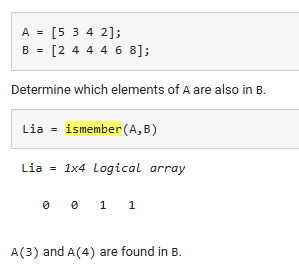 A = [5 3 4 2];
B = [2 4 4 4 6 8];
Determine which elements of A are also in B.
Lia = ismember(A,B)
Lia = 1x4 logical array
0 0 1 1
A(3) and A(4) are found in B.